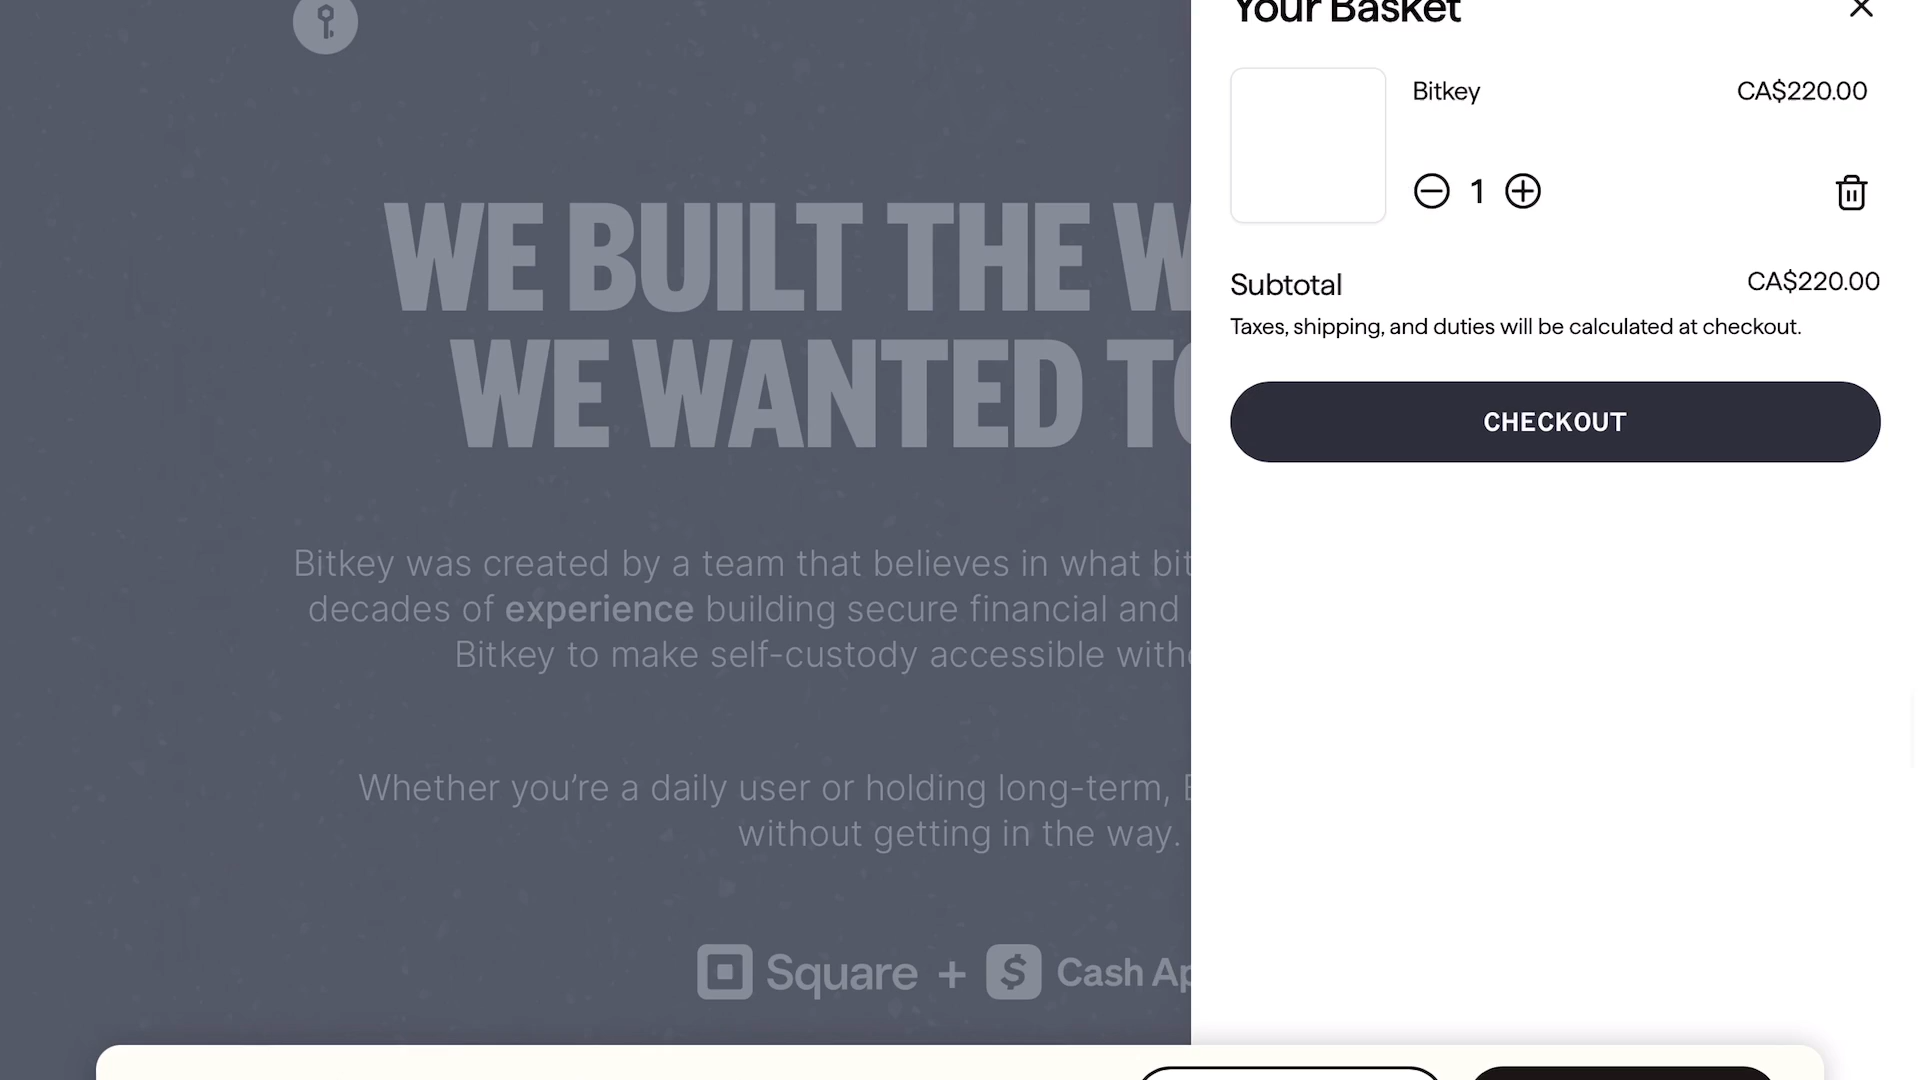 WE BUILT THE
WE WANTED
Bitkey was created by a team that believes in what
decades of experience building secure financial and
Bitkey to make self-custody accessible
Whether you’re a daily user or holding long-term,
without getting in the way.
Square + $ Cash
Your Basket
Bitkey
CA$220.00
1
Subtotal
CA$220.00
Taxes, shipping, and duties will be calculated at checkout.
CHECKOUT